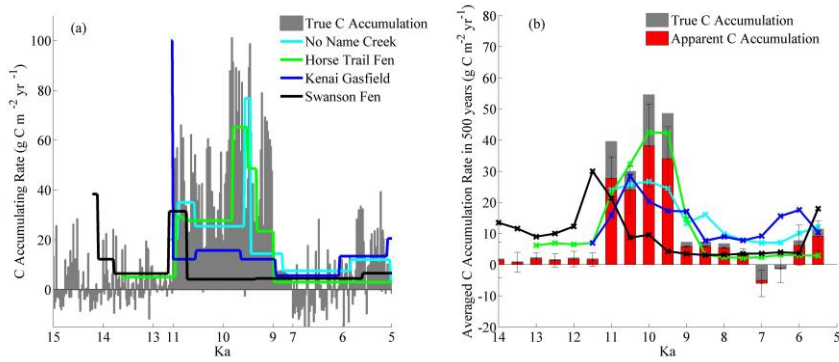 (a)
True C Accumulation
No Name Creek
Horse Trail Fen
Kenai Gasfield
Swanson Fen
C Accumulating Rate (g C m⁻² yr⁻¹)
100
80
60
40
20
0
15 14 13 11 10 9 7 5
Ka
(b)
True C Accumulation
Apparent C Accumulation
Averaged C Accumulation Rate in 500 years (g C m⁻² yr⁻¹)
80
70
60
50
40
30
20
10
0
-10
-20
14 13 12 11 10 9 8 7 6 5
Ka